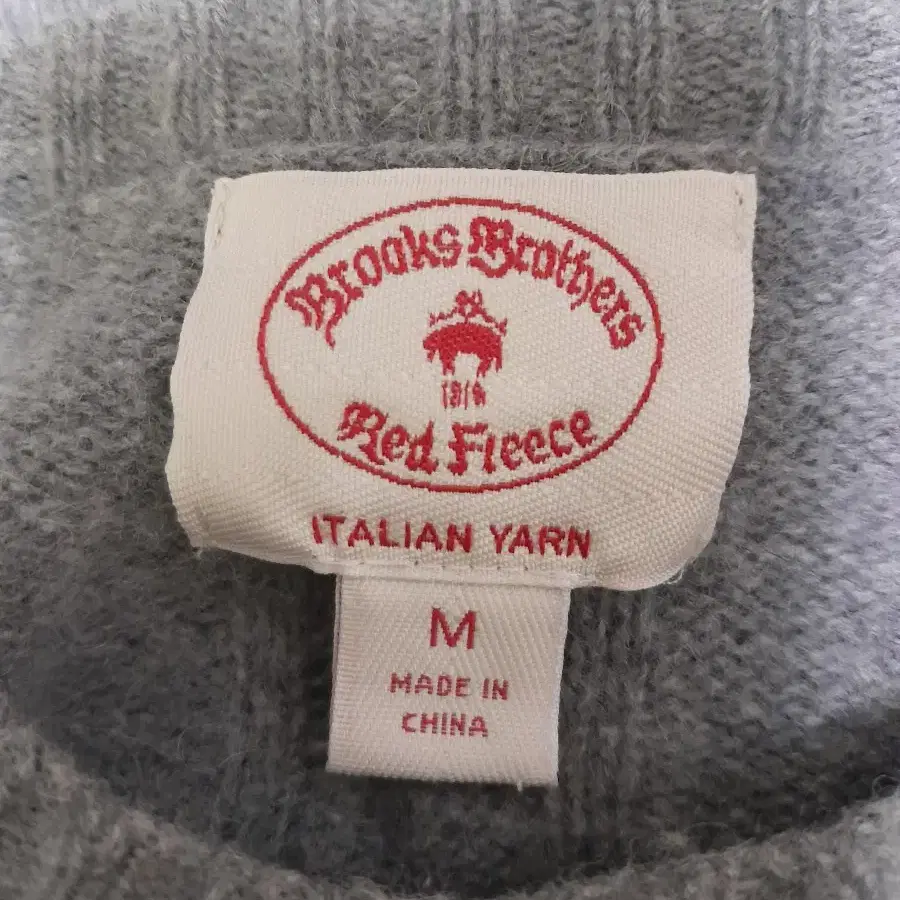 Brooks Brothers
1818
Red Fleece
ITALIAN YARN
M
MADE IN
CHINA